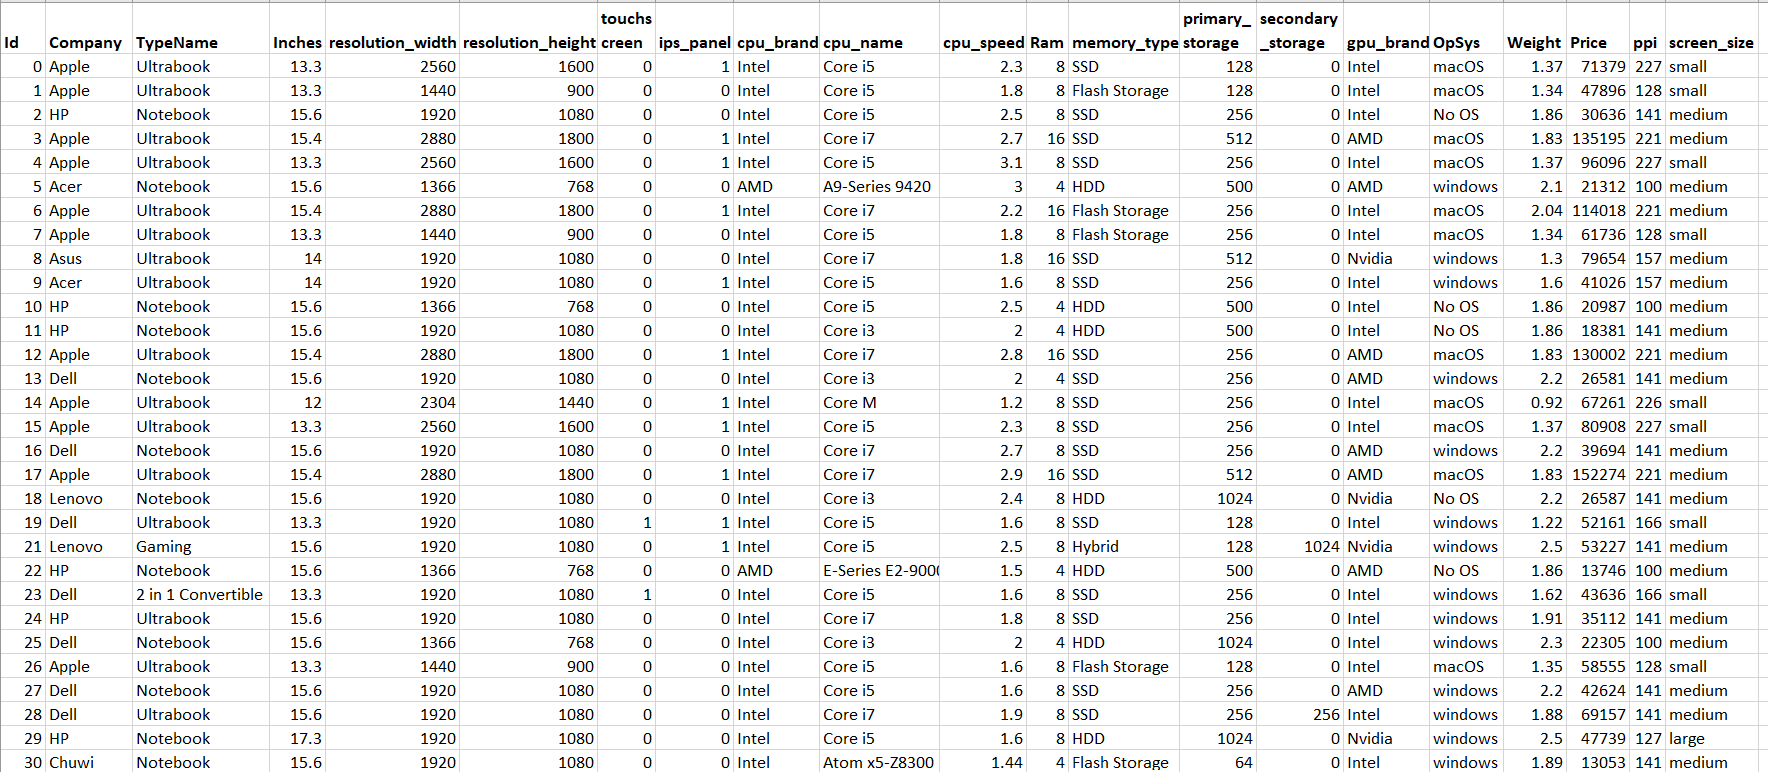 Id Company TypeName Inches resolution_width resolution_height touchscreen ips_panel cpu_brand cpu_name cpu_speed Ram memory_type primary_storage secondary_storage gpu_brand OpSys Weight Price ppi screen_size
0 Apple Ultrabook 13.3 2560 1600 0 1 Intel Core i5 2.3 8 SSD 128 0 Intel macOS 1.37 71379 227 small
1 Apple Ultrabook 13.3 1440 900 0 0 Intel Core i5 1.8 8 Flash Storage 128 0 Intel macOS 1.34 47896 128 small
2 HP Notebook 15.6 1920 1080 0 0 Intel Core i5 2.5 8 SSD 256 0 Intel No OS 1.86 30636 141 medium
3 Apple Ultrabook 15.4 2880 1800 0 1 Intel Core i7 2.7 16 SSD 512 0 AMD macOS 1.83 135195 221 medium
4 Apple Ultrabook 13.3 2560 1600 0 1 Intel Core i5 3.1 8 SSD 256 0 Intel macOS 1.37 96096 227 small
5 Acer Notebook 15.6 1366 768 0 0 AMD A9-Series 9420 3 4 HDD 500 0 AMD windows 2.1 21312 100 medium
6 Apple Ultrabook 15.4 2880 1800 0 1 Intel Core i7 2.2 16 Flash Storage 256 0 Intel macOS 2.04 114018 221 medium
7 Apple Ultrabook 13.3 1440 900 0 0 Intel Core i5 1.8 8 Flash Storage 256 0 Intel macOS 1.34 61736 128 small
8 Asus Ultrabook 14 1920 1080 0 0 Intel Core i7 1.8 16 SSD 512 0 Nvidia windows 1.3 79654 157 medium
9 Acer Ultrabook 14 1920 1080 0 1 Intel Core i5 1.6 8 SSD 256 0 Intel windows 1.6 41026 157 medium
10 HP Notebook 15.6 1366 768 0 0 Intel Core i5 2.5 4 HDD 500 0 Intel No OS 1.86 20987 100 medium
11 HP Notebook 15.6 1920 1080 0 0 Intel Core i3 2 4 HDD 500 0 Intel No OS 1.86 18381 141 medium
12 Apple Ultrabook 15.4 2880 1800 0 1 Intel Core i7 2.8 16 SSD 256 0 AMD macOS 1.83 130002 221 medium
13 Dell Notebook 15.6 1920 1080 0 0 Intel Core i3 2 4 SSD 256 0 AMD windows 2.2 26581 141 medium
14 Apple Ultrabook 12 2304 1440 0 1 Intel Core M 1.2 8 SSD 256 0 Intel macOS 0.92 67261 226 small
15 Apple Ultrabook 13.3 2560 1600 0 1 Intel Core i5 2.3 8 SSD 256 0 Intel macOS 1.37 80908 227 small
16 Dell Notebook 15.6 1920 1080 0 0 Intel Core i7 2.7 8 SSD 256 0 AMD windows 2.2 39694 141 medium
17 Apple Ultrabook 15.4 2880 1800 0 1 Intel Core i7 2.9 16 SSD 512 0 AMD macOS 1.83 152274 221 medium
18 Lenovo Notebook 15.6 1920 1080 0 0 Intel Core i3 2.4 8 HDD 1024 0 Nvidia No OS 2.2 26587 141 medium
19 Dell Ultrabook 13.3 1920 1080 1 1 Intel Core i5 1.6 8 SSD 128 0 Intel windows 1.22 52161 166 small
21 Lenovo Gaming 15.6 1920 1080 0 1 Intel Core i5 2.5 8 Hybrid 128 1024 Nvidia windows 2.5 53227 141 medium
22 HP Notebook 15.6 1366 768 0 0 AMD E-Series E2-900 1.5 4 HDD 500 0 AMD No OS 1.86 13746 100 medium
23 Dell 2 in 1 Convertible 13.3 1920 1080 1 0 Intel Core i5 1.6 8 SSD 256 0 Intel windows 1.62 43636 166 small
24 HP Ultrabook 15.6 1920 1080 0 0 Intel Core i7 1.8 8 SSD 256 0 Intel windows 1.91 35112 141 medium
25 Dell Notebook 15.6 1366 768 0 0 Intel Core i3 2 4 HDD 1024 0 Intel windows 2.3 22305 100 medium
26 Apple Ultrabook 13.3 1440 900 0 0 Intel Core i5 1.6 8 Flash Storage 128 0 Intel macOS 1.35 58555 128 small
27 Dell Notebook 15.6 1920 1080 0 0 Intel Core i5 1.6 8 SSD 256 0 AMD windows 2.2 42624 141 medium
28 Dell Ultrabook 15.6 1920 1080 0 0 Intel Core i7 1.9 8 SSD 256 256 Intel windows 1.88 69157 141 medium
29 HP Notebook 17.3 1920 1080 0 0 Intel Core i5 1.6 8 HDD 1024 0 Nvidia windows 2.5 47739 127 large
30 Chuwi Notebook 15.6 1920 1080 0 0 Intel Atom x5-Z8300 1.44 4 Flash Storage 64 0 Intel windows 1.89 13053 141 medium